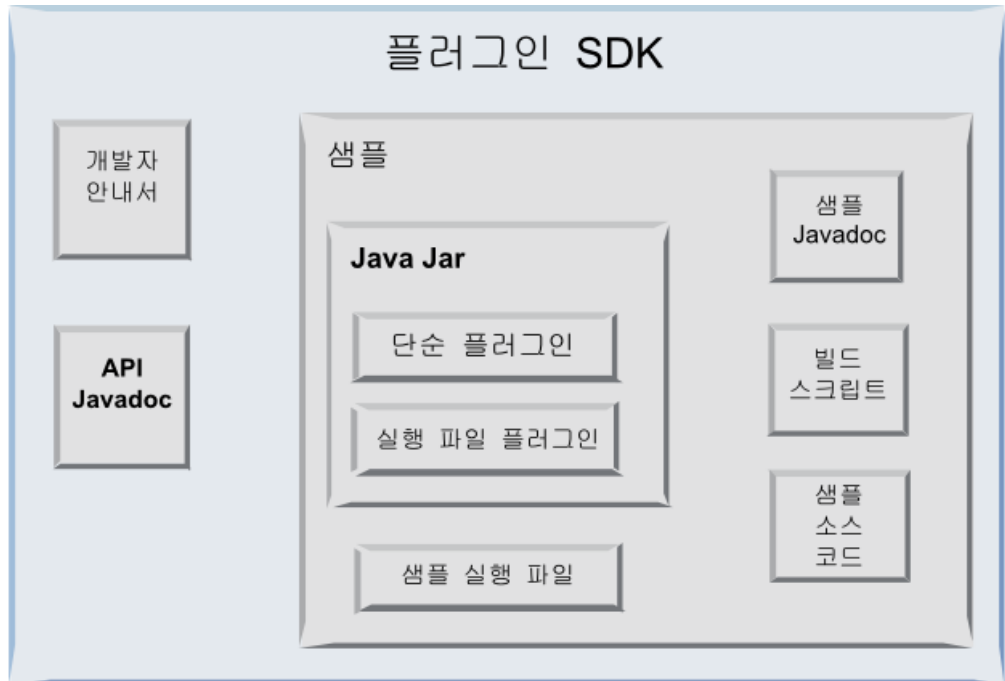 플러그인 SDK
개발자
안내서
API
Javadoc
샘플
Java Jar
단순 플러그인
실행 파일 플러그인
샘플 실행 파일
샘플
Javadoc
빌드
스크립트
샘플
소스
코드